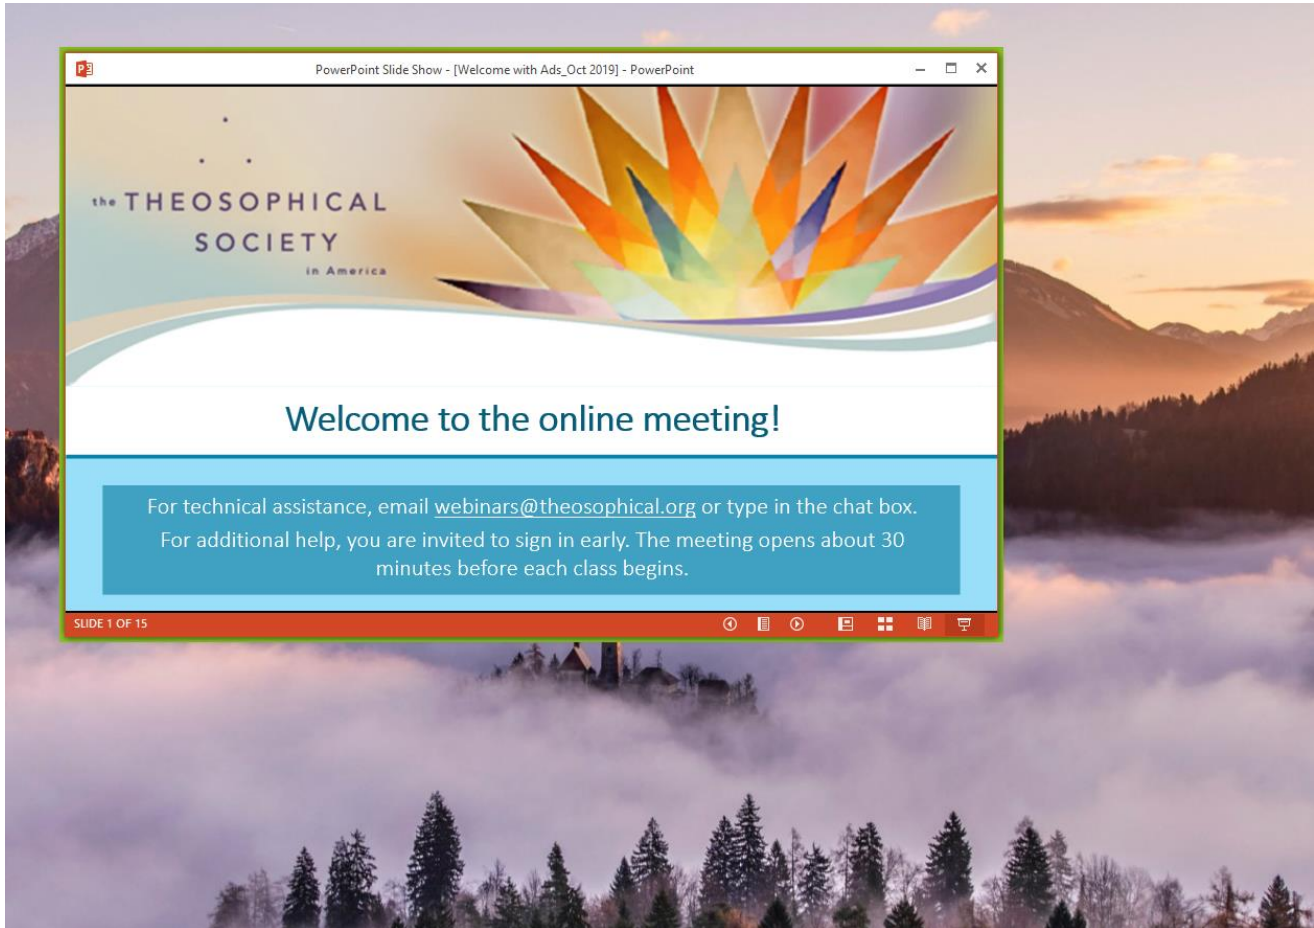 PowerPoint Slide Show - [Welcome with Ads_Oct 2019] - PowerPoint
the THEOSOPHICAL
SOCIETY
in America
Welcome to the online meeting!
For technical assistance, email webinars@theosophical.org or type in the chat box.
For additional help, you are invited to sign in early. The meeting opens about 30
minutes before each class begins.
SLIDE 1 OF 15